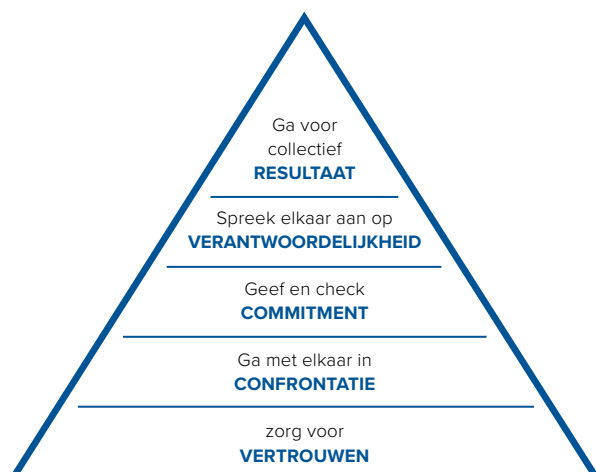 Ga voor
collectief
RESULTAAT
Spreek elkaar aan op
VERANTWOORDELIJKHEID
Geef en check
COMMITMENT
Ga met elkaar in
CONFRONTATIE
zorg voor
VERTROUWEN